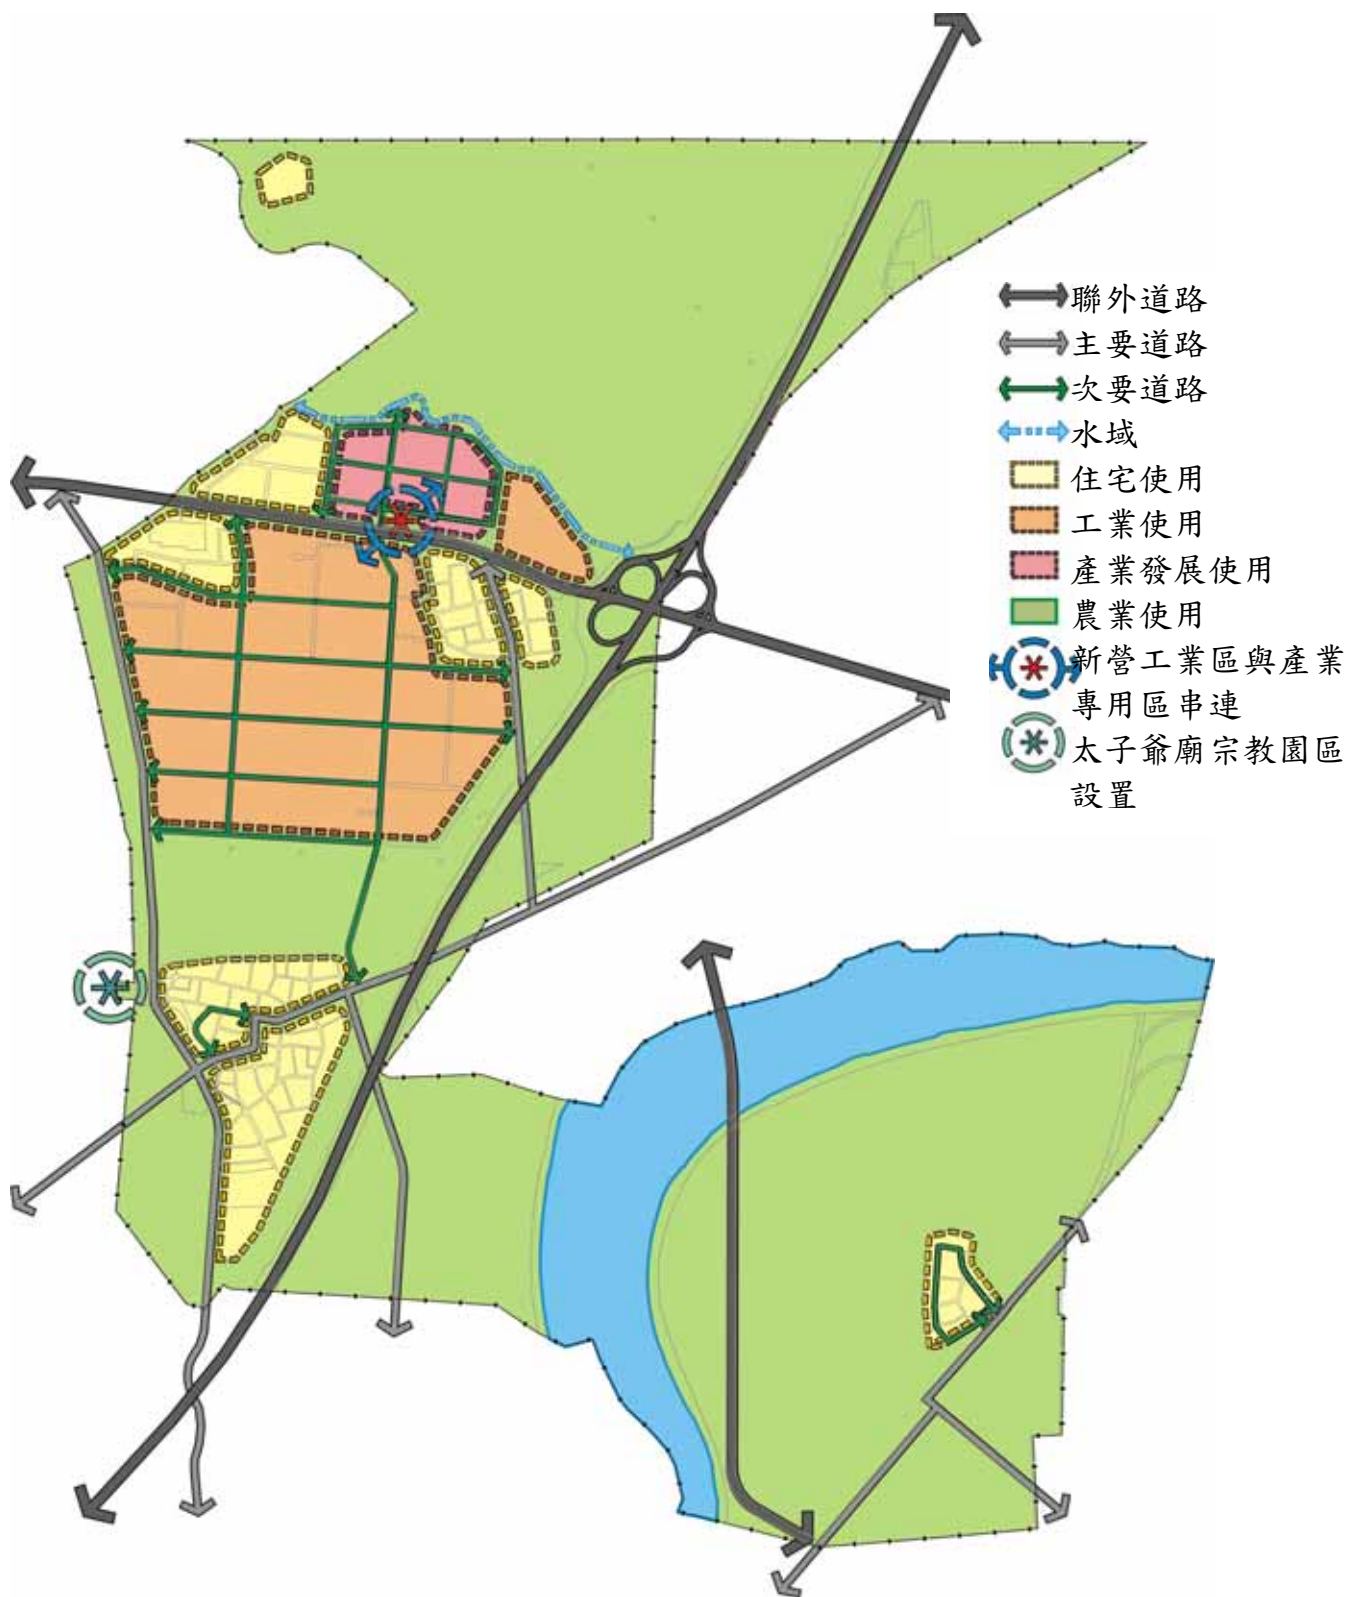 聯外道路
主要道路
次要道路
水域
住宅使用
工業使用
產業發展使用
農業使用
新營工業區與產業
專用區串連
太子爺廟宗教園區
設置